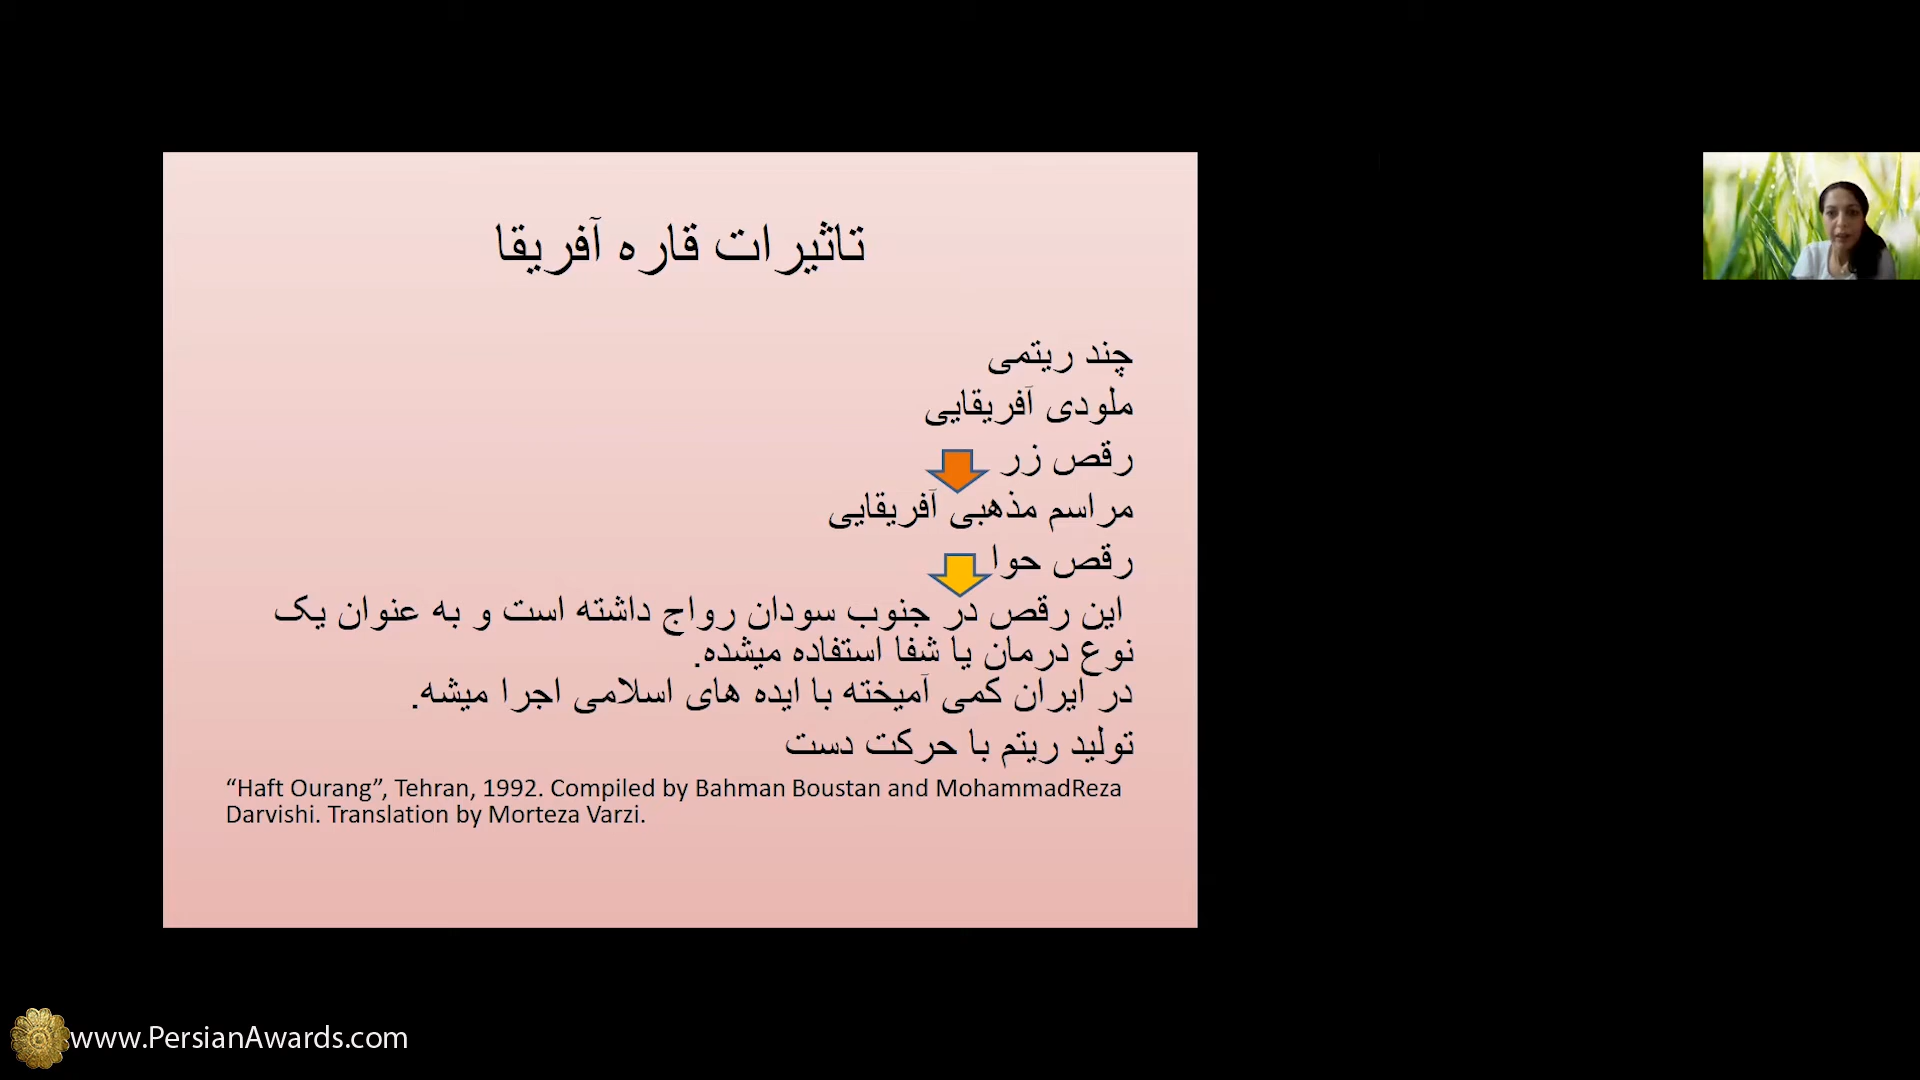 تاثیرات قاره آفریقا
چند ریتمی
ملودی آفریقایی
رقص زر
مراسم مذهبی آفریقایی
رقص حوا
این رقص در جنوب سودان رواج داشته است و به عنوان یک
نوع درمان یا شفا استفاده میشده.
در ایران کمی آمیخته با ایده های اسلامی اجرا میشه.
تولید ریتم با حرکت دست
“Haft Ourang”, Tehran, 1992. Compiled by Bahman Boustan and MohammadReza
Darvishi. Translation by Morteza Varzi.
www.PersianAwards.com